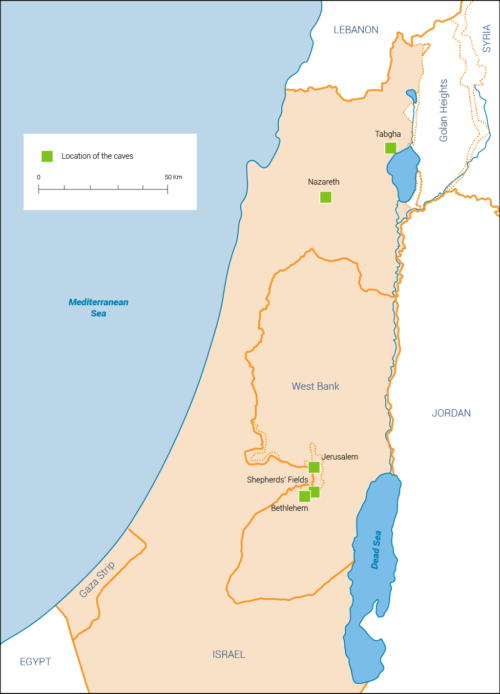 LEBANON
SYRIA
Golan Heights
Tabgha
Location of the caves
0
50 Km
Nazareth
Mediterranean
Sea
West Bank
JORDAN
Jerusalem
Shepherds' Fields
Bethlehem
Dead Sea
Gaza Strip
ISRAEL
EGYPT